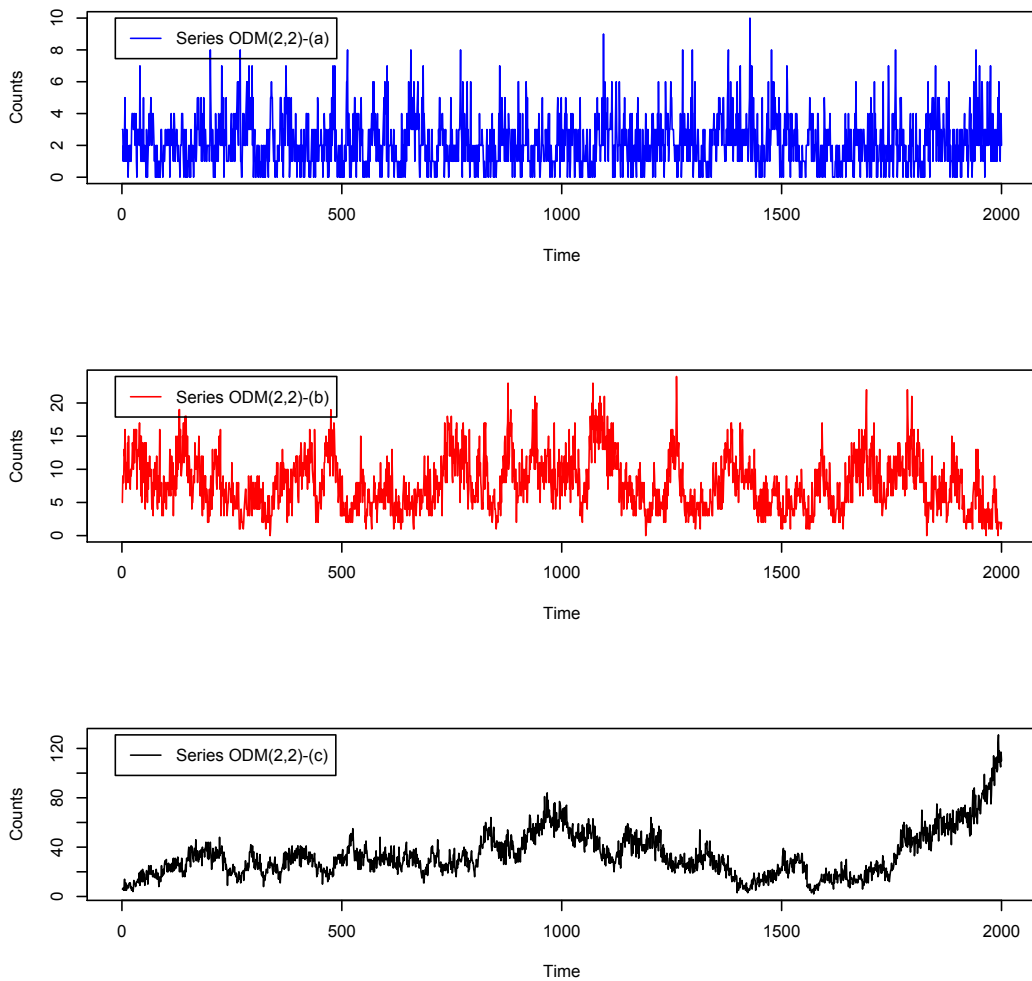 Series ODM(2,2)-(a)
Counts
0 2 4 6 8 10
0 500 1000 1500 2000
Time
Series ODM(2,2)-(b)
Counts
0 5 10 15 20
0 500 1000 1500 2000
Time
Series ODM(2,2)-(c)
Counts
0 40 80 120
0 500 1000 1500 2000
Time